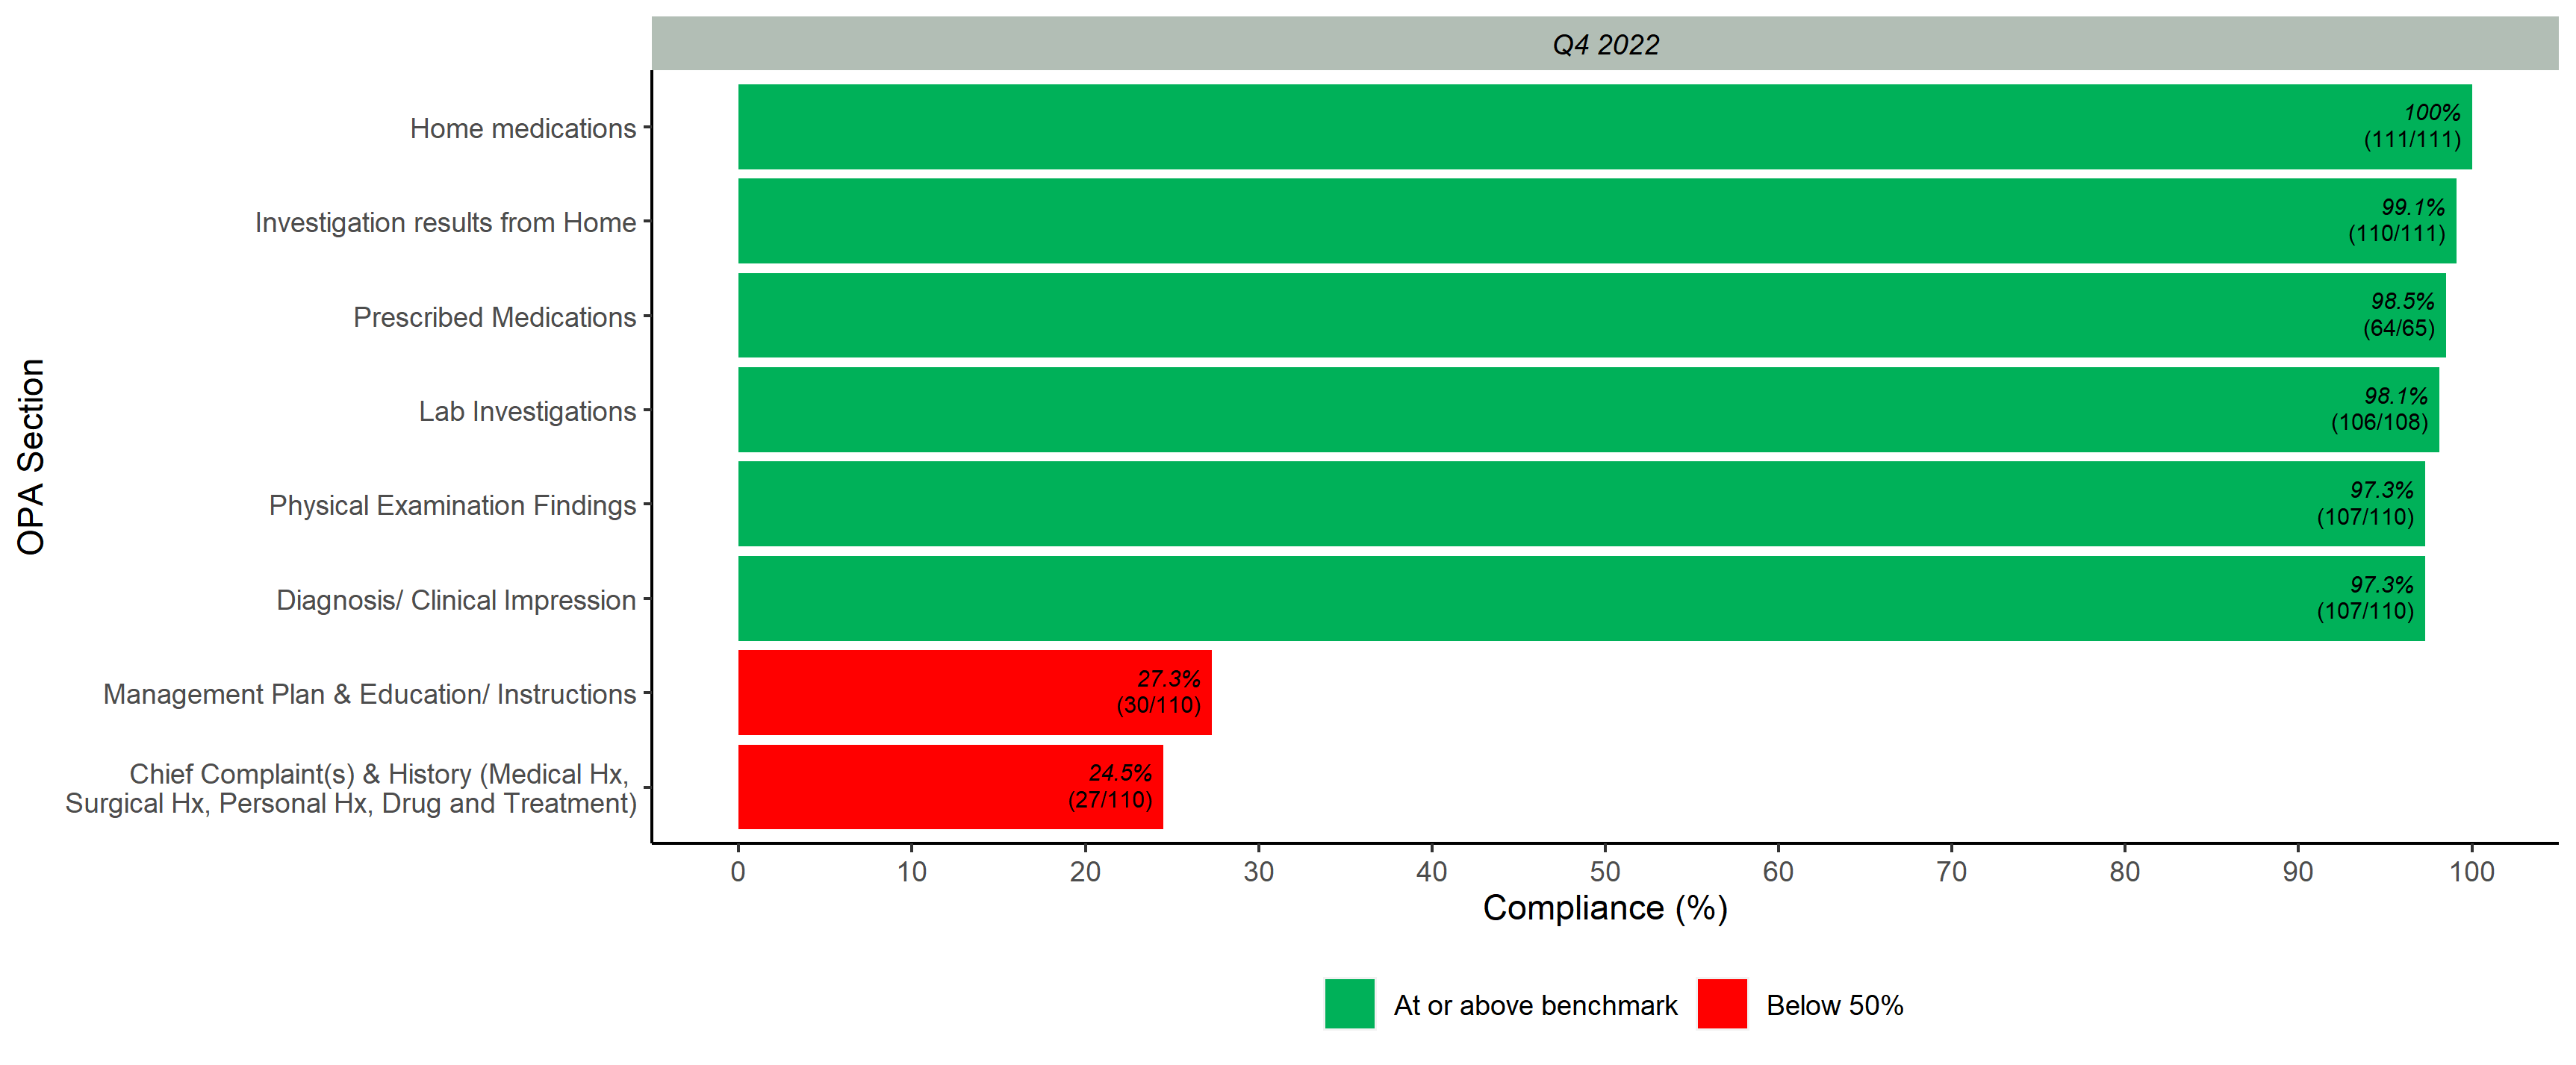 Q4 2022
OPA Section
Home medications
100%
(111/111)
Investigation results from Home
99.1%
(110/111)
Prescribed Medications
98.5%
(64/65)
Lab Investigations
98.1%
(106/108)
Physical Examination Findings
97.3%
(107/110)
Diagnosis/ Clinical Impression
97.3%
(107/110)
Management Plan & Education/ Instructions
27.3%
(30/110)
Chief Complaint(s) & History (Medical Hx,
Surgical Hx, Personal Hx, Drug and Treatment)
24.5%
(27/110)
0 10 20 30 40 50 60 70 80 90 100
Compliance (%)
At or above benchmark Below 50%